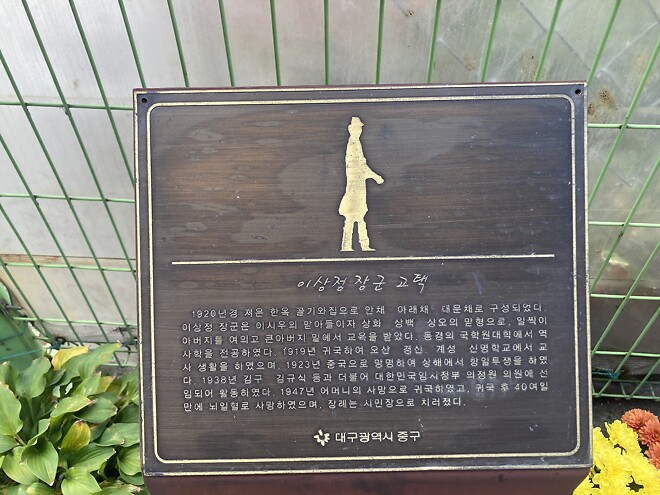 이상정 장군 고택
1920년경 제은 한옥 골기와집으로 안채 아래채 대문채로 구성되었다.
이상정 장군은 이시우의 맏아들이자 상화, 상백, 상오의 맏형으로, 일찍이
아버지를 여의고 큰아버지 밑에서 교육을 받았다. 동경의 국학원대학에서 역
사학을 전공하였다. 1919년 귀국하여 오산 경신, 계성 신명학교에서 교
사 생활을 하였으며, 1923년 중국으로 망명하여 상해에서 항일투쟁을 하였
다. 1938년 김구 김규식 등과 더불어 대한민국임시정부 의정원 의원에 선
임되어 활동하였다. 1947년 어머니의 사망으로 귀국하였고, 귀국 후 40여일
만에 뇌일혈로 사망하였으며, 장례는 시민장으로 치러졌다.
대구광역시 중구